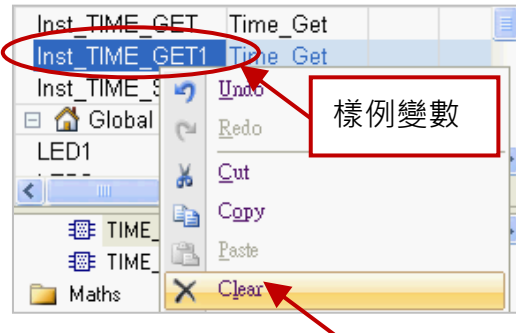 Inst_TIME_GET Time_Get
Inst_TIME_GET1 Time_Get
Inst_TIME_
Undo
樣例變數
Global
Redo
LED1
Cut
Copy
TIME_
Paste
TIME_
Maths
Clear